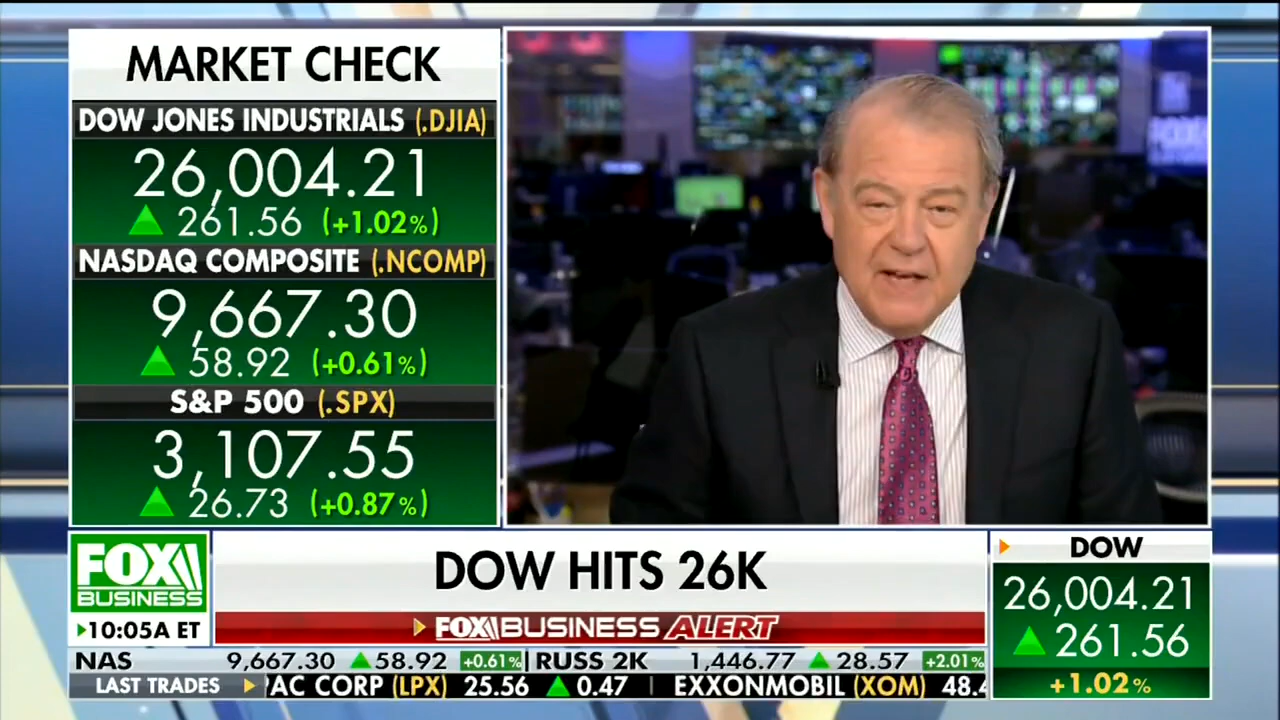 MARKET CHECK
DOW JONES INDUSTRIALS (.DJIA)
26,004.21
▲ 261.56 (+1.02%)
NASDAQ COMPOSITE (.NCOMP)
9,667.30
▲ 58.92 (+0.61%)
S&P 500 (.SPX)
3,107.55
▲ 26.73 (+0.87%)
FOX
BUSINESS
10:05A ET
DOW HITS 26K
FOX BUSINESS ALERT
DOW
26,004.21
▲ 261.56
+1.02%
NAS 9,667.30 ▲ 58.92 +0.61% RUSS 2K 1,446.77 ▲ 28.57 +2.01%
LAST TRADES AC CORP (LPX) 25.56 ▲ 0.47 | EXXONMOBIL (XOM) 48.4